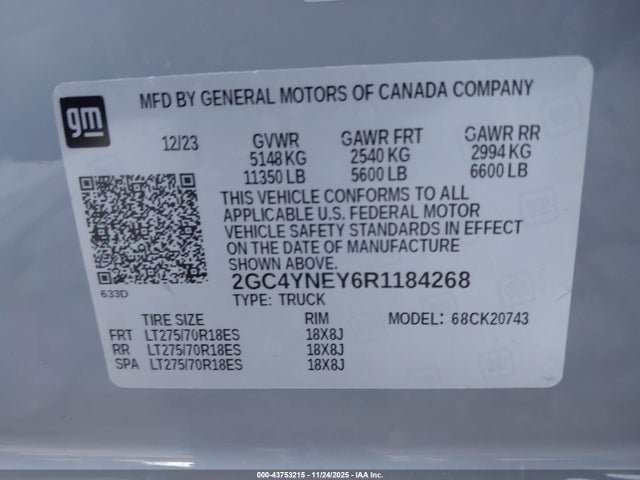 gm
MFD BY GENERAL MOTORS OF CANADA COMPANY
12/23 GVWR GAWR FRT GAWR RR
5148 KG 2540 KG 2994 KG
11350 LB 5600 LB 6600 LB
THIS VEHICLE CONFORMS TO ALL
APPLICABLE U.S. FEDERAL MOTOR
VEHICLE SAFETY STANDARDS IN EFFECT
ON THE DATE OF MANUFACTURE
SHOWN ABOVE.
633D
2GC4YNEY6R1184268
TYPE: TRUCK
TIRE SIZE RIM MODEL: 68CK20743
FRT LT275/70R18ES 18X8J
RR LT275/70R18ES 18X8J
SPA LT275/70R18ES 18X8J
000-43753215 - 11/24/2025 - IAA Inc.